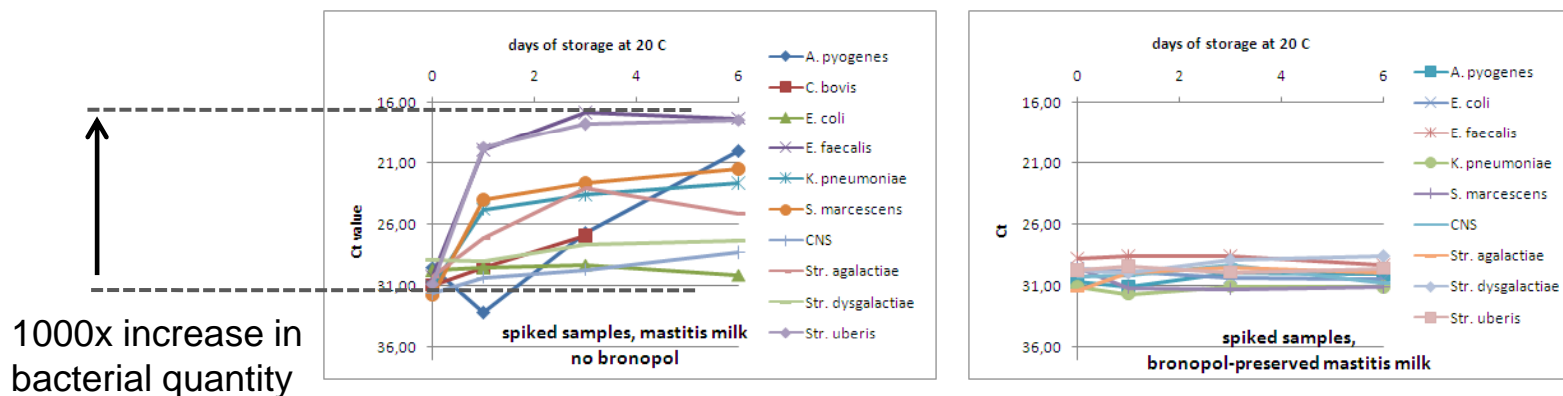 days of storage at 20 C
0
2
4
6
16,00
21,00
26,00
31,00
36,00
Ct value
A. pyogenes
C. bovis
E. coli
E. faecalis
K. pneumoniae
S. marcescens
CNS
Str. agalactiae
Str. dysgalactiae
Str. uberis
spiked samples, mastitis milk
no bronopol
1000x increase in
bacterial quantity
days of storage at 20 C
0
2
4
6
16,00
21,00
26,00
31,00
36,00
Ct
A. pyogenes
E. coli
E. faecalis
K. pneumoniae
S. marcescens
CNS
Str. agalactiae
Str. dysgalactiae
Str. uberis
spiked samples,
bronopol-preserved mastitis milk